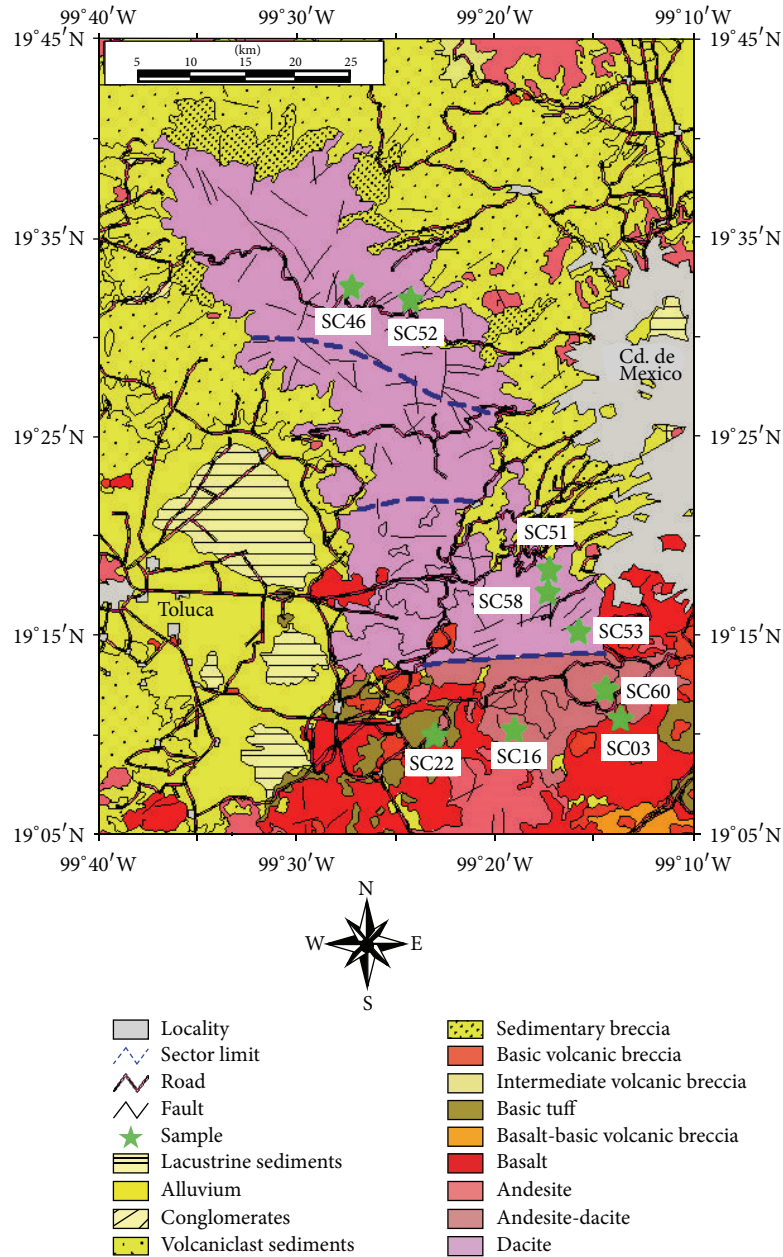 99°40′W 99°30′W 99°20′W 99°10′W
19°45′N 19°45′N
(km)
5 10 15 20 25
19°35′N 19°35′N
SC46
SC52
Cd. de
Mexico
19°25′N 19°25′N
SC51
SC58
Toluca
19°15′N 19°15′N
SC53
SC60
SC03
SC16
SC22
19°05′N 19°05′N
99°40′W 99°30′W 99°20′W 99°10′W
N
W E
S
Locality
Sector limit
Road
Fault
Sample
Lacustrine sediments
Alluvium
Conglomerates
Volcaniclast sediments
Sedimentary breccia
Basic volcanic breccia
Intermediate volcanic breccia
Basic tuff
Basalt-basic volcanic breccia
Basalt
Andesite
Andesite-dacite
Dacite